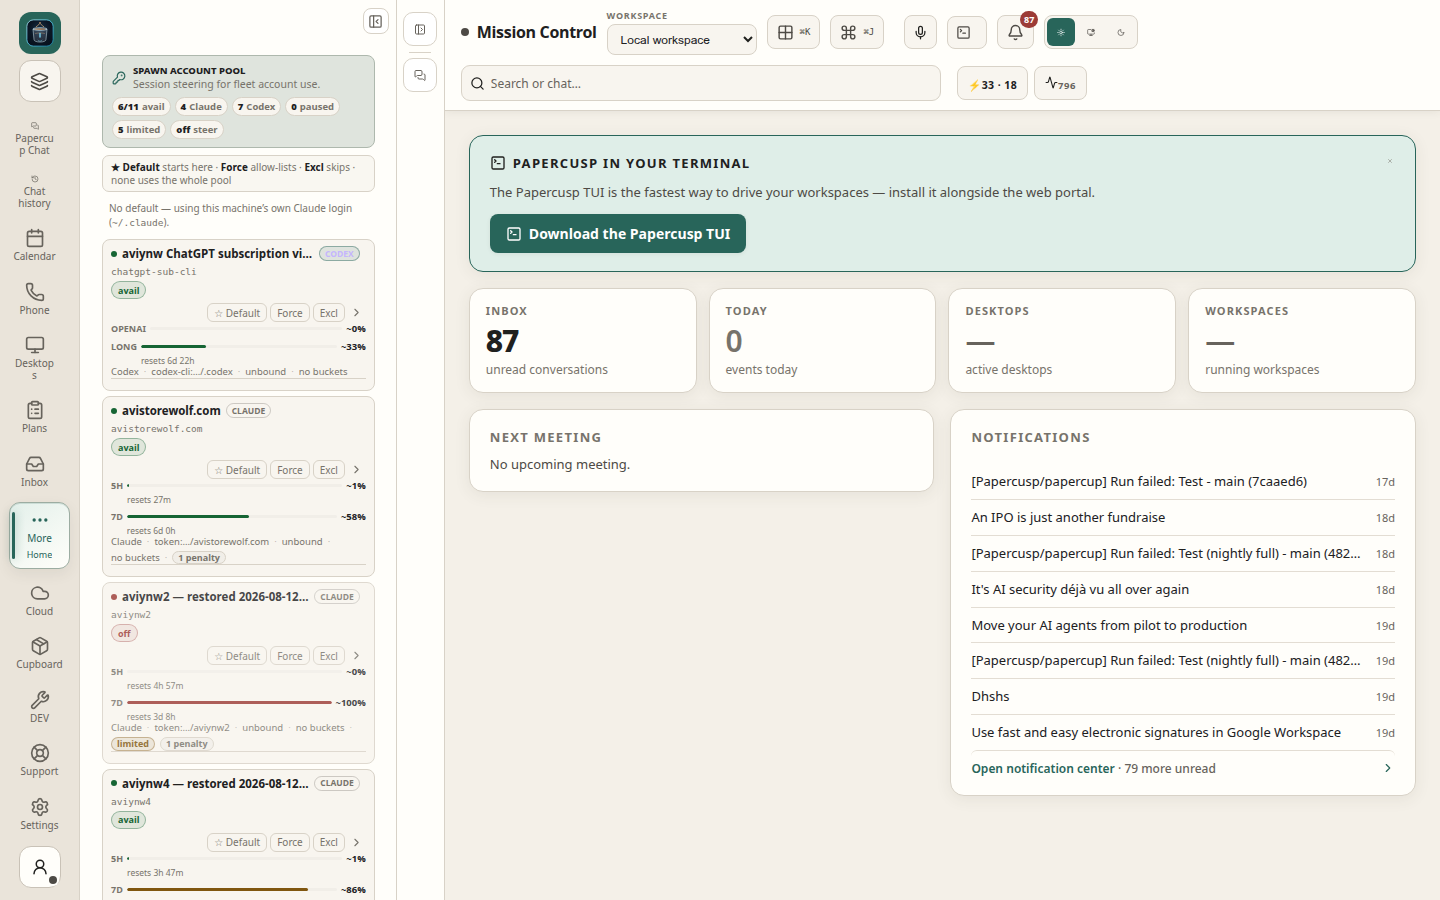 Papercu
p Chat
Chat
history
Calendar
Phone
Desktop
s
Plans
Inbox
More
Home
Cloud
Cupboard
DEV
Support
Settings
SPAWN ACCOUNT POOL
Session steering for fleet account use.
6/11 avail
4 Claude
7 Codex
0 paused
5 limited
off steer
★ Default starts here · Force allow-lists · Excl skips ·
none uses the whole pool
No default — using this machine's own Claude login
(~/.claude).
aviynw ChatGPT subscription vi... CODEX
chatgpt-sub-cli
avail
☆ Default Force Excl
OPENAI ~0%
LONG ~33%
resets 6d 22h
Codex · codex-cli:.../.codex · unbound · no buckets
avistorewolf.com CLAUDE
avistorewolf.com
avail
☆ Default Force Excl
5H ~1%
resets 27m
7D ~58%
resets 6d 0h
Claude · token:.../avistorewolf.com · unbound ·
no buckets · 1 penalty
aviynw2 — restored 2026-08-12... CLAUDE
aviynw2
off
☆ Default Force Excl
5H ~0%
resets 4h 57m
7D ~100%
resets 3d 8h
Claude · token:.../aviynw2 · unbound · no buckets ·
limited 1 penalty
aviynw4 — restored 2026-08-12... CLAUDE
aviynw4
avail
☆ Default Force Excl
5H ~1%
resets 3h 47m
7D ~86%
Mission Control
WORKSPACE
Local workspace
⌘K
⌘J
87
Search or chat...
⚡33 · 18
796
PAPERCUSP IN YOUR TERMINAL
×
The Papercusp TUI is the fastest way to drive your workspaces — install it alongside the web portal.
Download the Papercusp TUI
INBOX
87
unread conversations
TODAY
0
events today
DESKTOPS
—
active desktops
WORKSPACES
—
running workspaces
NEXT MEETING
No upcoming meeting.
NOTIFICATIONS
[Papercusp/papercup] Run failed: Test - main (7caaed6) 17d
An IPO is just another fundraise 18d
[Papercusp/papercup] Run failed: Test (nightly full) - main (482... 18d
It's AI security déjà vu all over again 18d
Move your AI agents from pilot to production 19d
[Papercusp/papercup] Run failed: Test (nightly full) - main (482... 19d
Dhshs 19d
Use fast and easy electronic signatures in Google Workspace 19d
Open notification center · 79 more unread